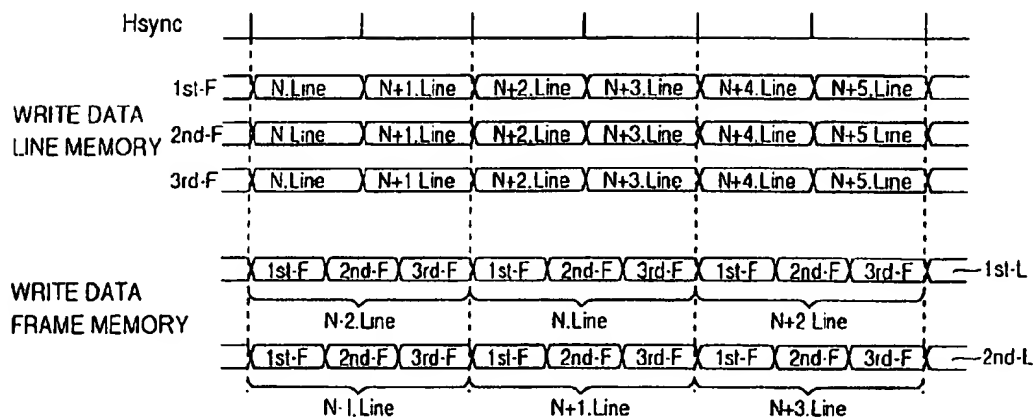 Hsync
1st-F N.Line N+1.Line N+2.Line N+3.Line N+4.Line N+5.Line
WRITE DATA
LINE MEMORY
2nd-F N.Line N+1.Line N+2.Line N+3.Line N+4.Line N+5 Line
3rd-F N.Line N+1 Line N+2.Line N+3.Line N+4.Line N+5.Line
1st-F 2nd-F 3rd-F 1st-F 2nd-F 3rd-F 1st-F 2nd-F 3rd-F 1st-L
WRITE DATA
FRAME MEMORY
N-2.Line N.Line N+2 Line
1st-F 2nd-F 3rd-F 1st-F 2nd-F 3rd-F 1st-F 2nd-F 3rd-F 2nd-L
N-1.Line N+1.Line N+3.Line